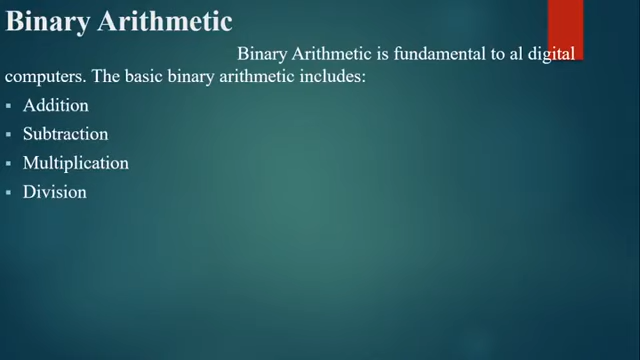 Binary Arithmetic
Binary Arithmetic is fundamental to al digital
computers. The basic binary arithmetic includes:
Addition
Subtraction
Multiplication
Division